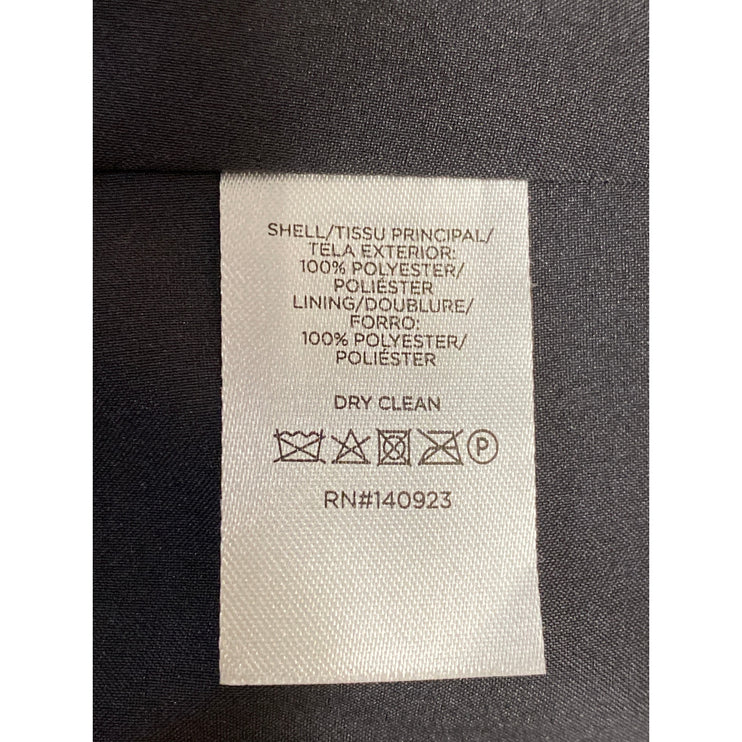 SHELL/TISSU PRINCIPAL/
TELA EXTERIOR:
100% POLYESTER/
POLIÉSTER
LINING/DOUBLURE/
FORRO:
100% POLYESTER/
POLIÉSTER
DRY CLEAN
P
RN#140923